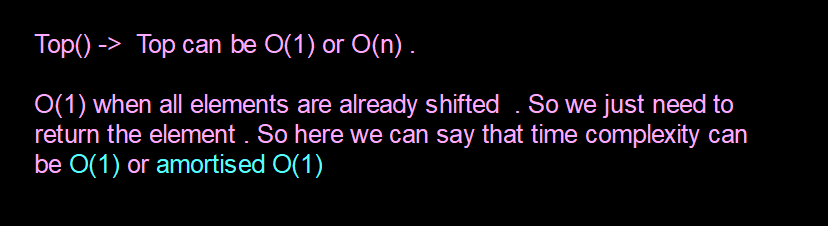 Top() ->  Top can be O(1) or O(n) .
O(1) when all elements are already shifted  . So we just need to
return the element . So here we can say that time complexity can
be O(1) or amortised O(1)